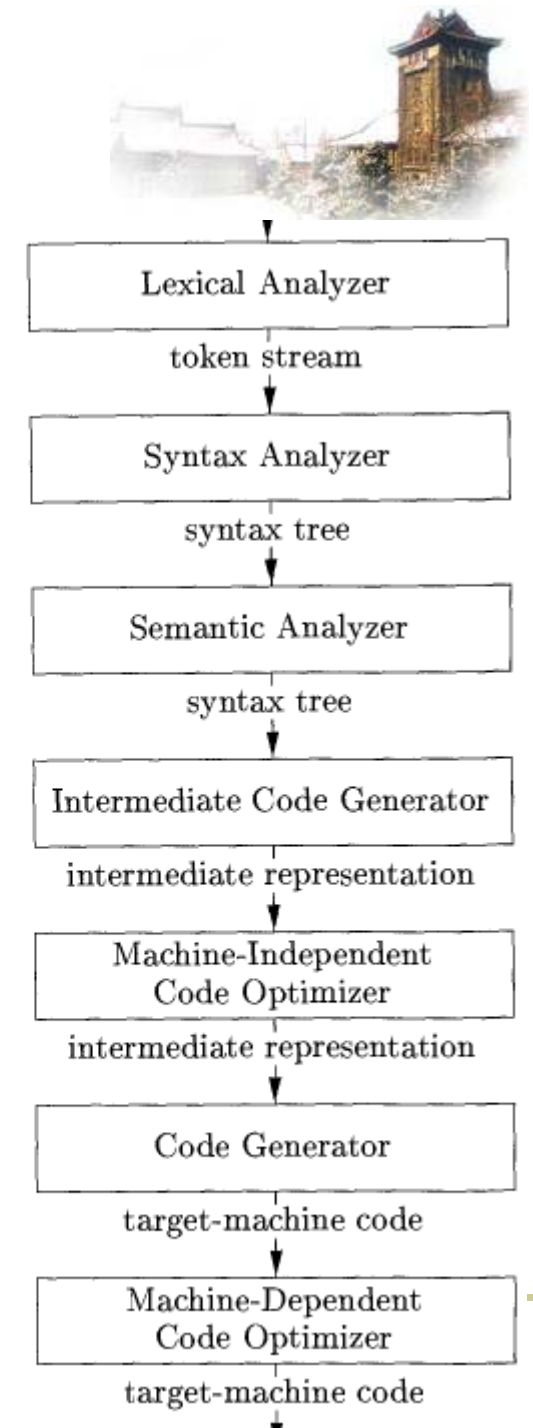 Lexical Analyzer
token stream
Syntax Analyzer
syntax tree
Semantic Analyzer
syntax tree
Intermediate Code Generator
intermediate representation
Machine-Independent
Code Optimizer
intermediate representation
Code Generator
target-machine code
Machine-Dependent
Code Optimizer
target-machine code